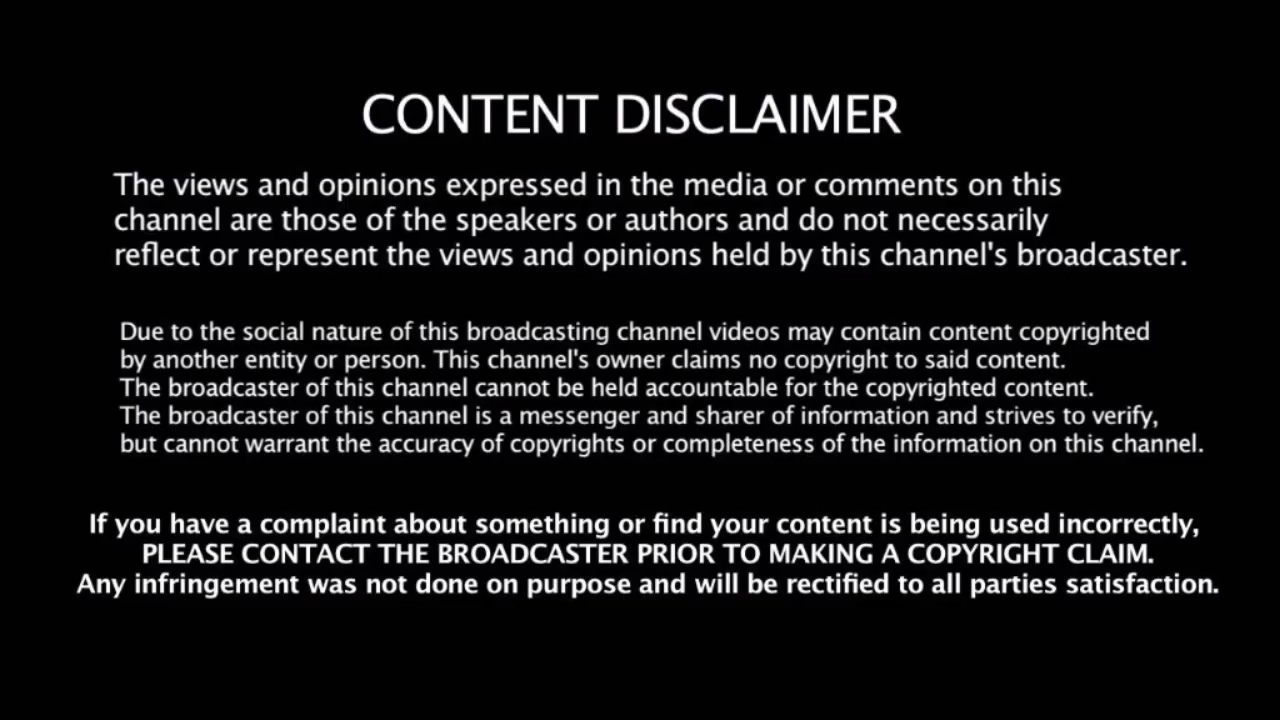 CONTENT DISCLAIMER
The views and opinions expressed in the media or comments on this
channel are those of the speakers or authors and do not necessarily
reflect or represent the views and opinions held by this channel's broadcaster.
Due to the social nature of this broadcasting channel videos may contain content copyrighted
by another entity or person. This channel's owner claims no copyright to said content.
The broadcaster of this channel cannot be held accountable for the copyrighted content.
The broadcaster of this channel is a messenger and sharer of information and strives to verify,
but cannot warrant the accuracy of copyrights or completeness of the information on this channel.
If you have a complaint about something or find your content is being used incorrectly,
PLEASE CONTACT THE BROADCASTER PRIOR TO MAKING A COPYRIGHT CLAIM.
Any infringement was not done on purpose and will be rectified to all parties satisfaction.